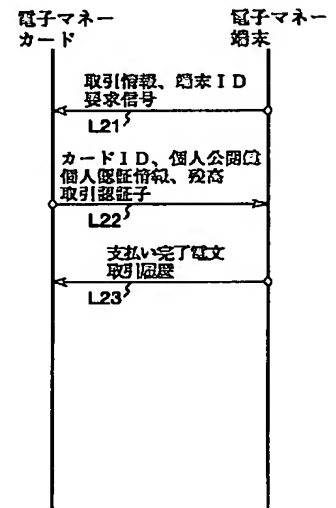 電子マネー
カード
電子マネー
端末
取引情報、端末ID
要求信号
L21
カードID、個人公開鍵
個人認証情報、残高
取引認証子
L22
支払い完了電文
取引履歴
L23